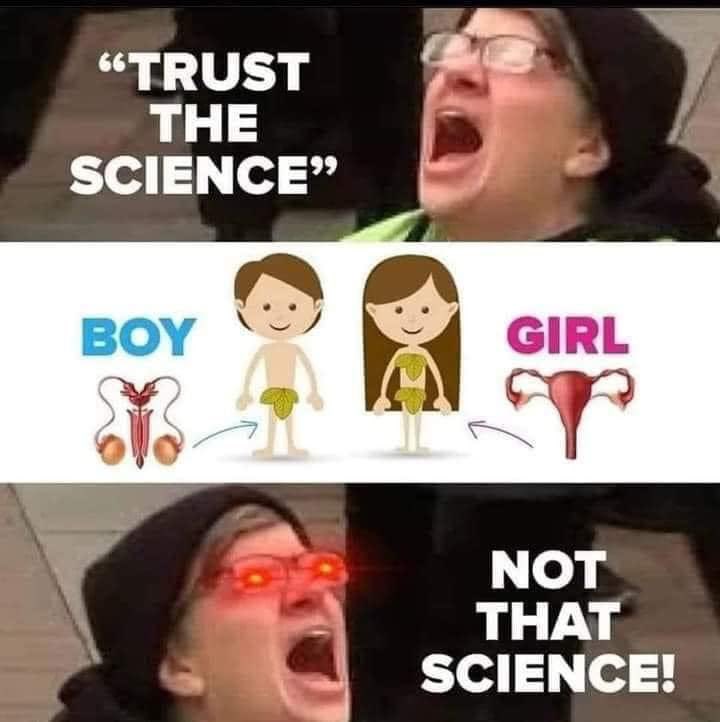 “TRUST
THE
SCIENCE”
BOY
GIRL
NOT
THAT
SCIENCE!